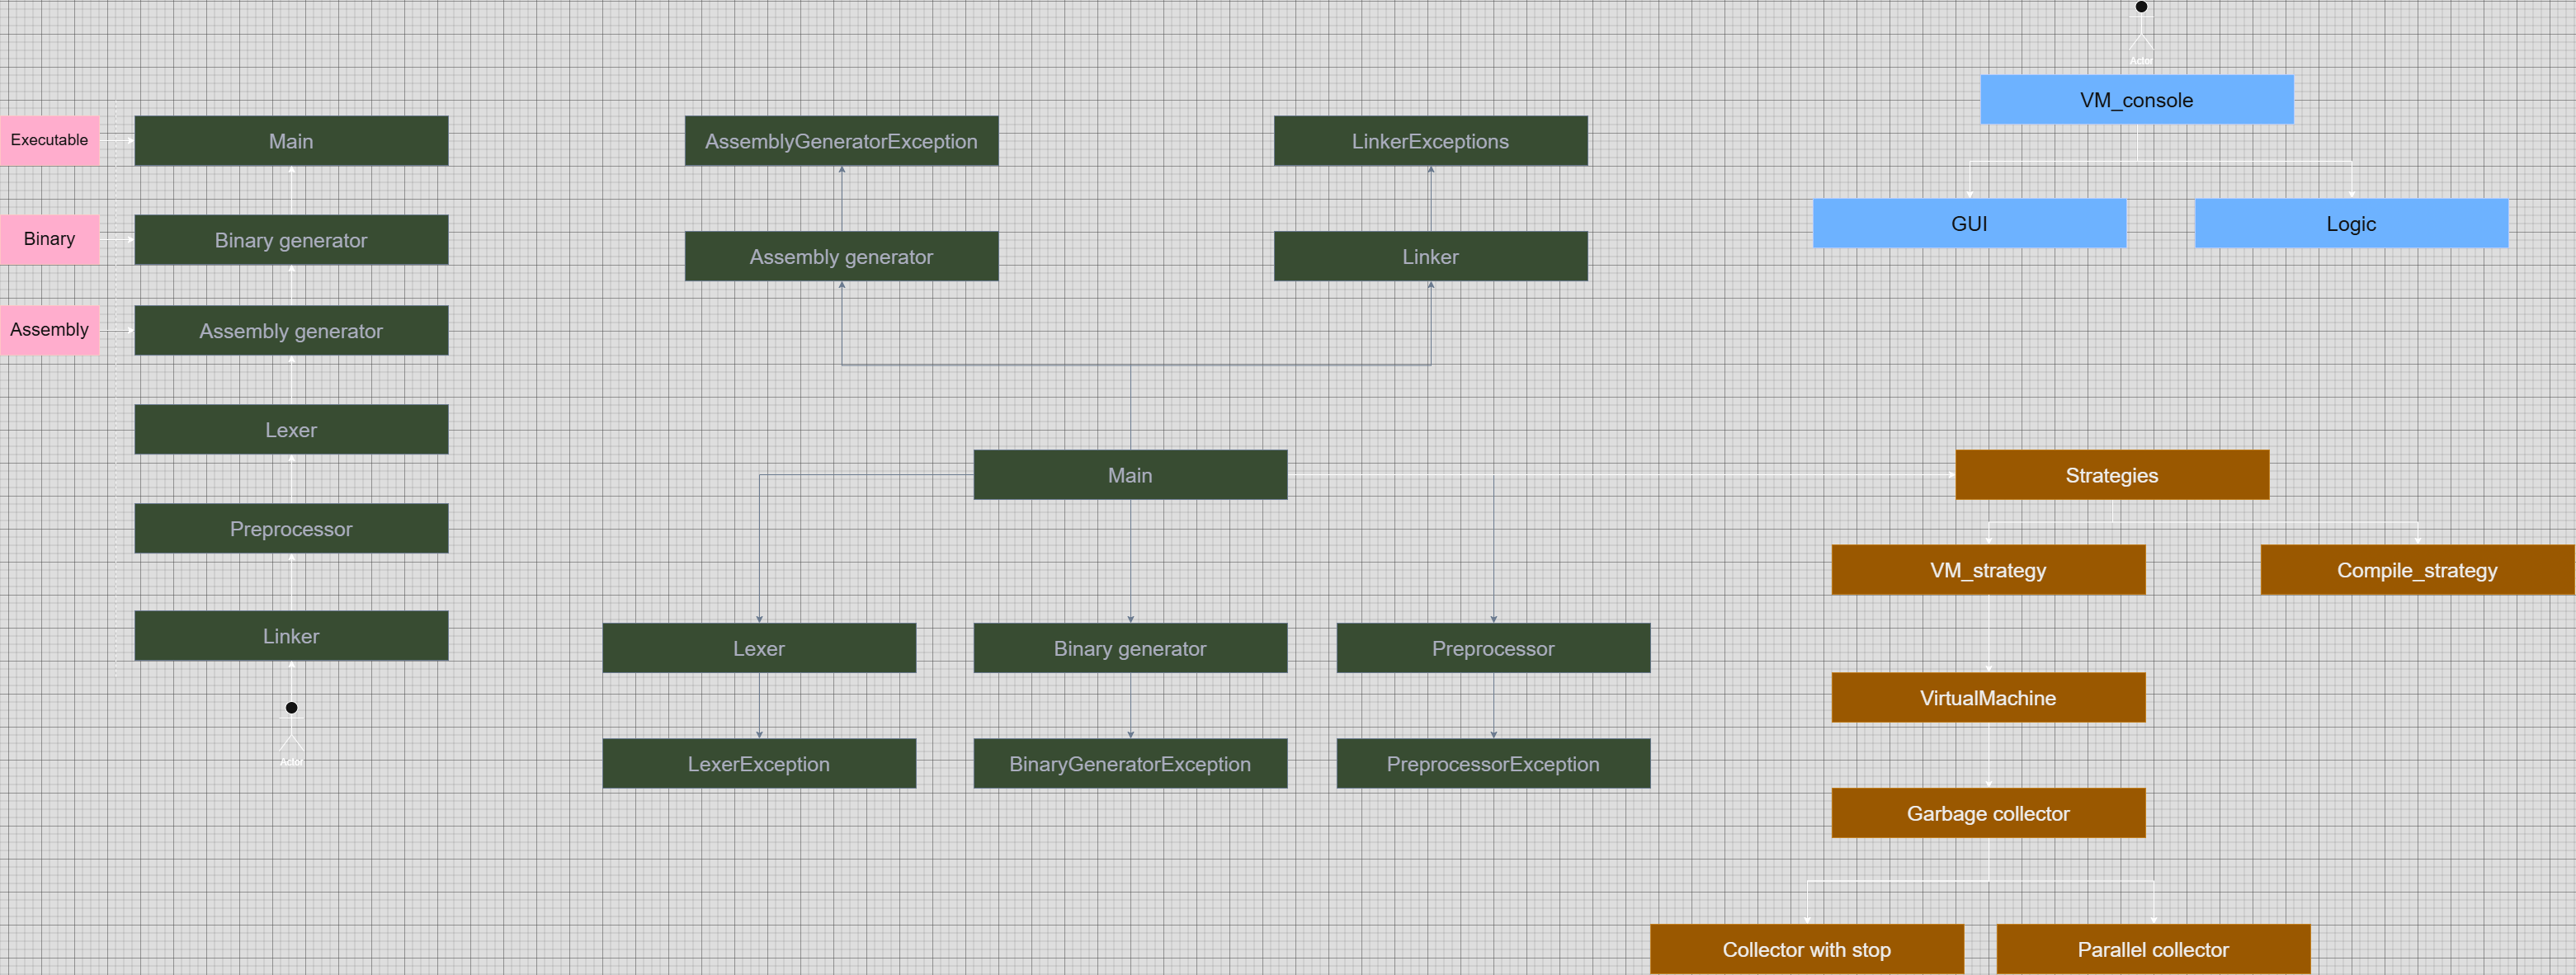 Actor
VM_console
Executable
Main
AssemblyGeneratorException
LinkerExceptions
GUI
Logic
Binary
Binary generator
Assembly generator
Linker
Assembly
Assembly generator
Lexer
Main
Strategies
Preprocessor
VM_strategy
Compile_strategy
Linker
Lexer
Binary generator
Preprocessor
VirtualMachine
Actor
LexerException
BinaryGeneratorException
PreprocessorException
Garbage collector
Collector with stop
Parallel collector